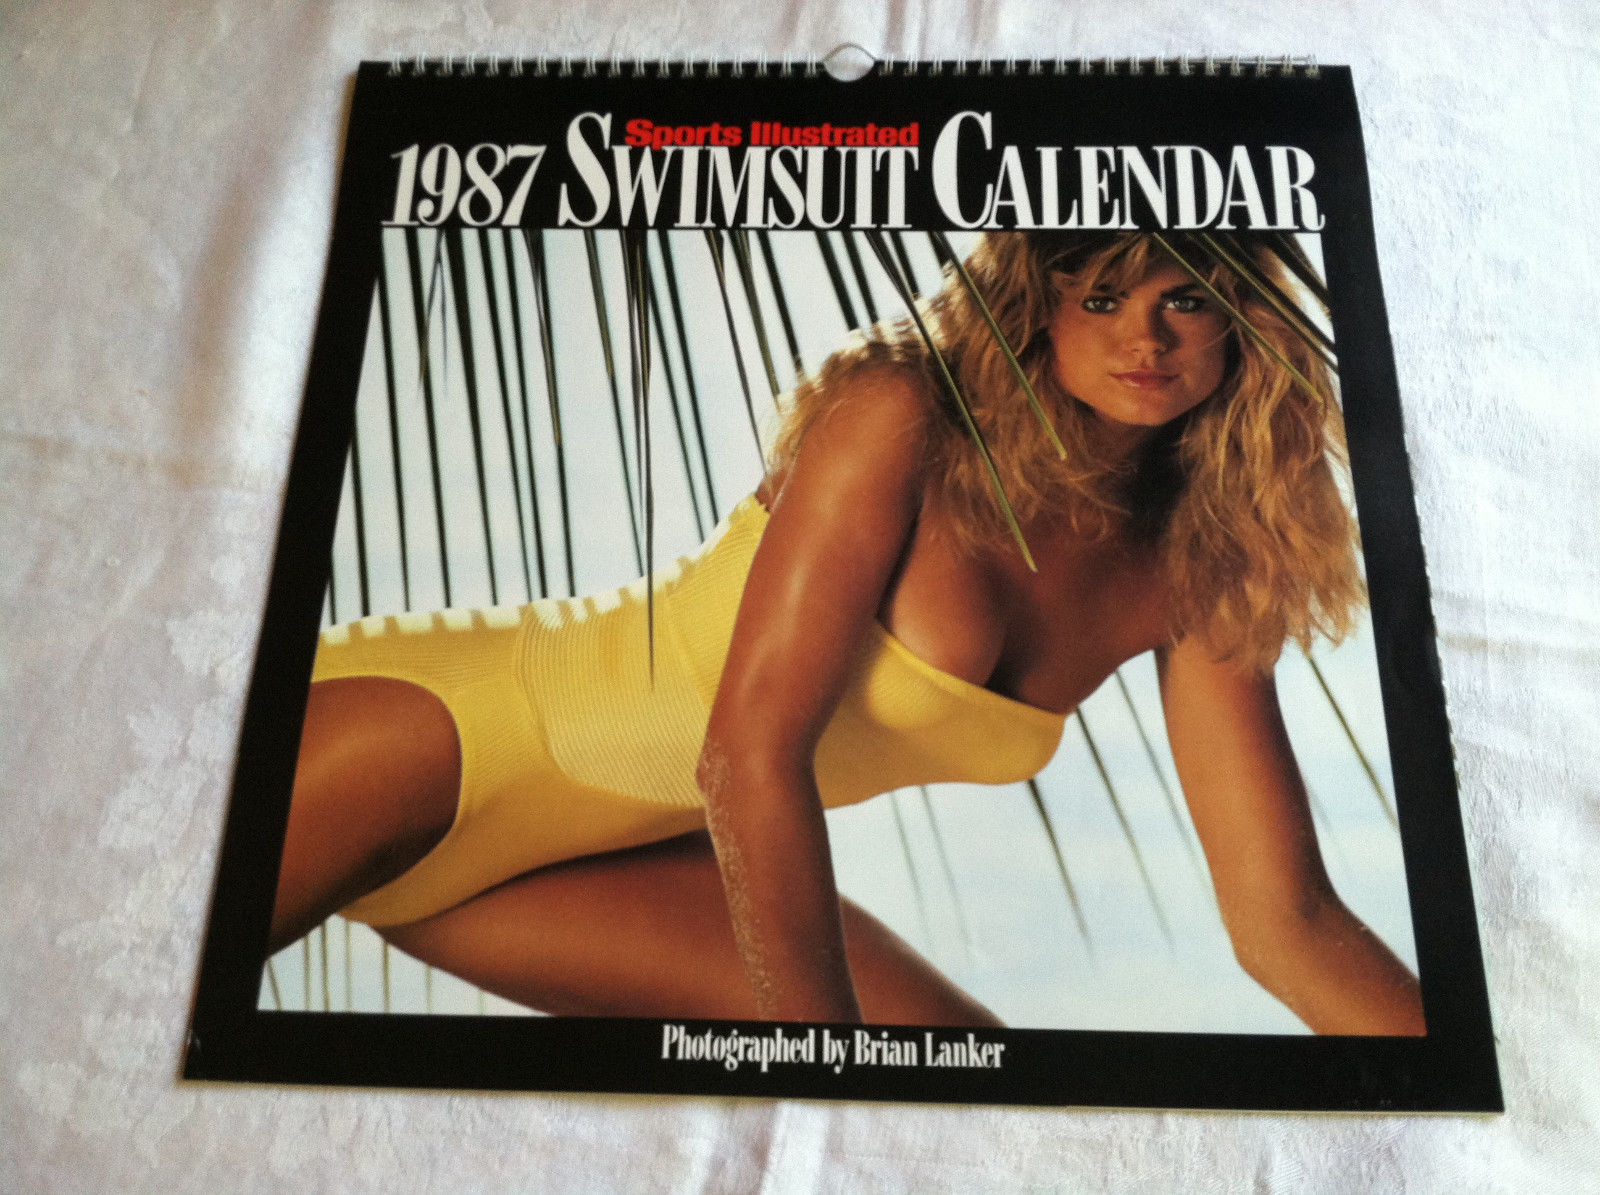 Sports Illustrated
1987 SWIMSUIT CALENDAR
Photographed by Brian Lanker